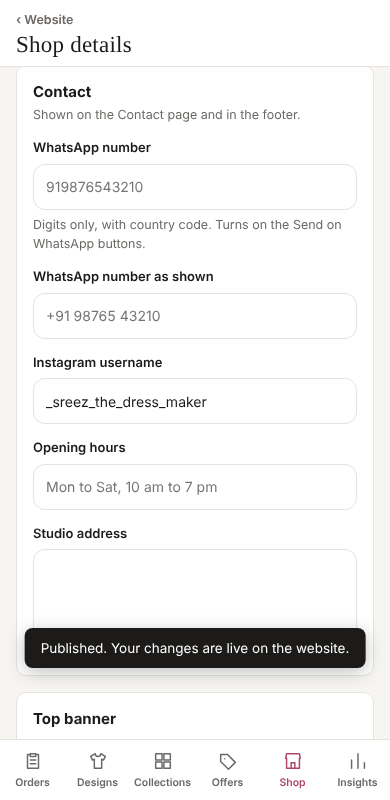 ‹ Website
Shop details
Contact
Shown on the Contact page and in the footer.
WhatsApp number
919876543210
Digits only, with country code. Turns on the Send on
WhatsApp buttons.
WhatsApp number as shown
+91 98765 43210
Instagram username
_sreez_the_dress_maker
Opening hours
Mon to Sat, 10 am to 7 pm
Studio address
Published. Your changes are live on the website.
Top banner
Orders Designs Collections Offers Shop Insights